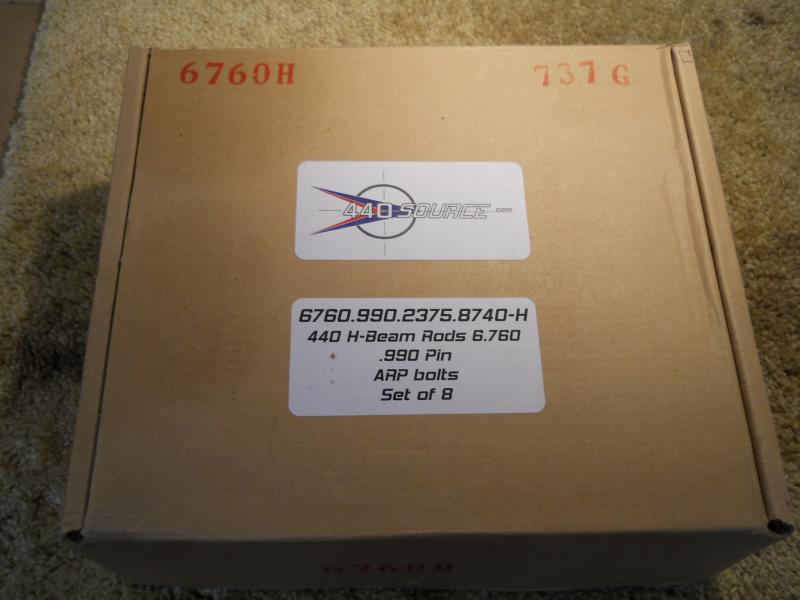 6760H 737 G
440 SOURCE.com
6760.990.2375.8740-H
440 H-Beam Rods 6.760
.990 Pin
ARP bolts
Set of 8
6760H